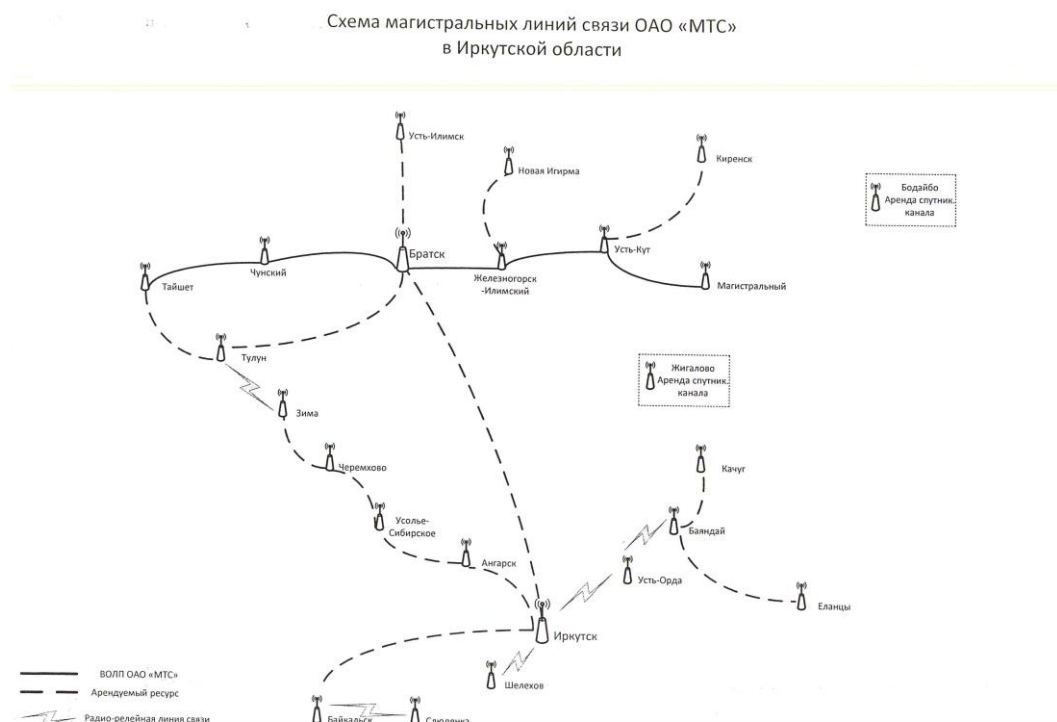 Схема магистральных линий связи ОАО «МТС»
в Иркутской области
Усть-Илимск
Новая Игирма
Киренск
Бодайбо
Аренда спутник.
канала
Братск
Усть-Кут
Чунский
Тайшет
Железногорск
-Илимский
Магистральный
Тулун
Жигалово
Аренда спутник.
канала
Зима
Черемхово
Качуг
Усолье-
Сибирское
Баяндай
Ангарск
Усть-Орда
Еланцы
Иркутск
Шелехов
ВОЛП ОАО «МТС»
Арендуемый ресурс
Радио-релейная линия связи
Байкальск
Слюдянка